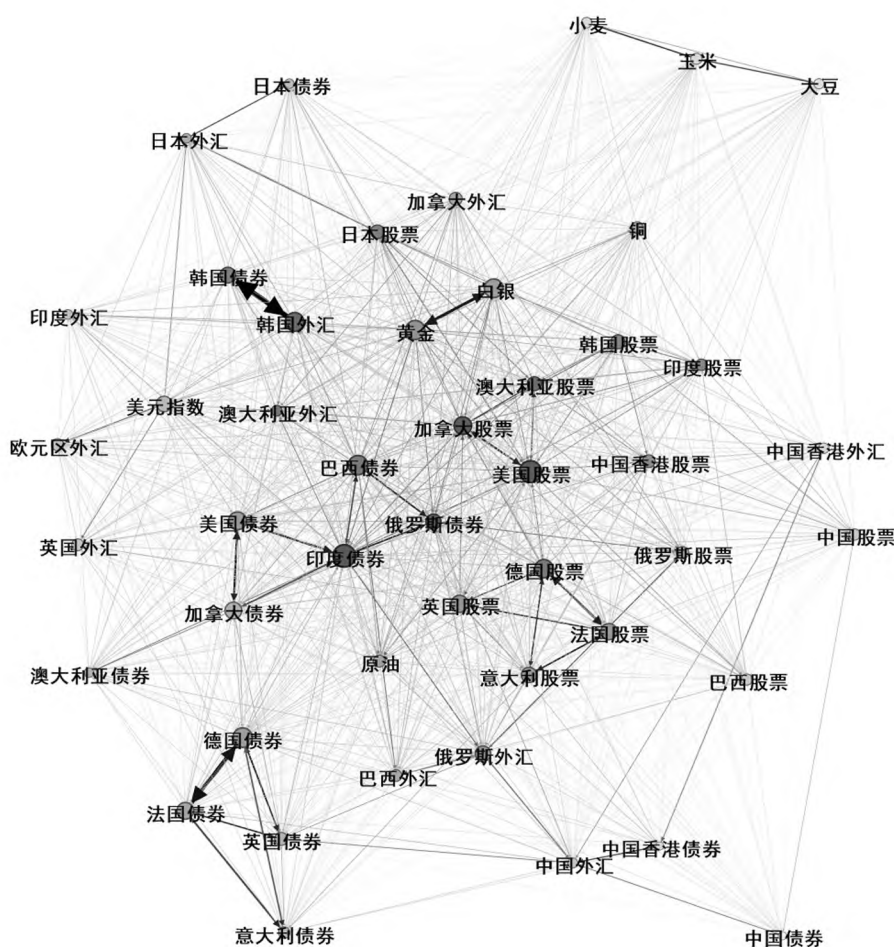 小麦
玉米
大豆
日本债券
日本外汇
加拿大外汇
日本股票
铜
韩国债券
白银
印度外汇
韩国外汇
黄金
韩国股票
印度股票
澳大利亚股票
美元指数
澳大利亚外汇
加拿大股票
欧元区外汇
中国香港外汇
巴西债券
中国香港股票
美国股票
美国债券
俄罗斯债券
中国股票
英国外汇
印度债券
俄罗斯股票
德国股票
英国股票
加拿大债券
法国股票
原油
澳大利亚债券
意大利股票
巴西股票
德国债券
俄罗斯外汇
巴西外汇
法国债券
英国债券
中国香港债券
中国外汇
意大利债券
中国债券